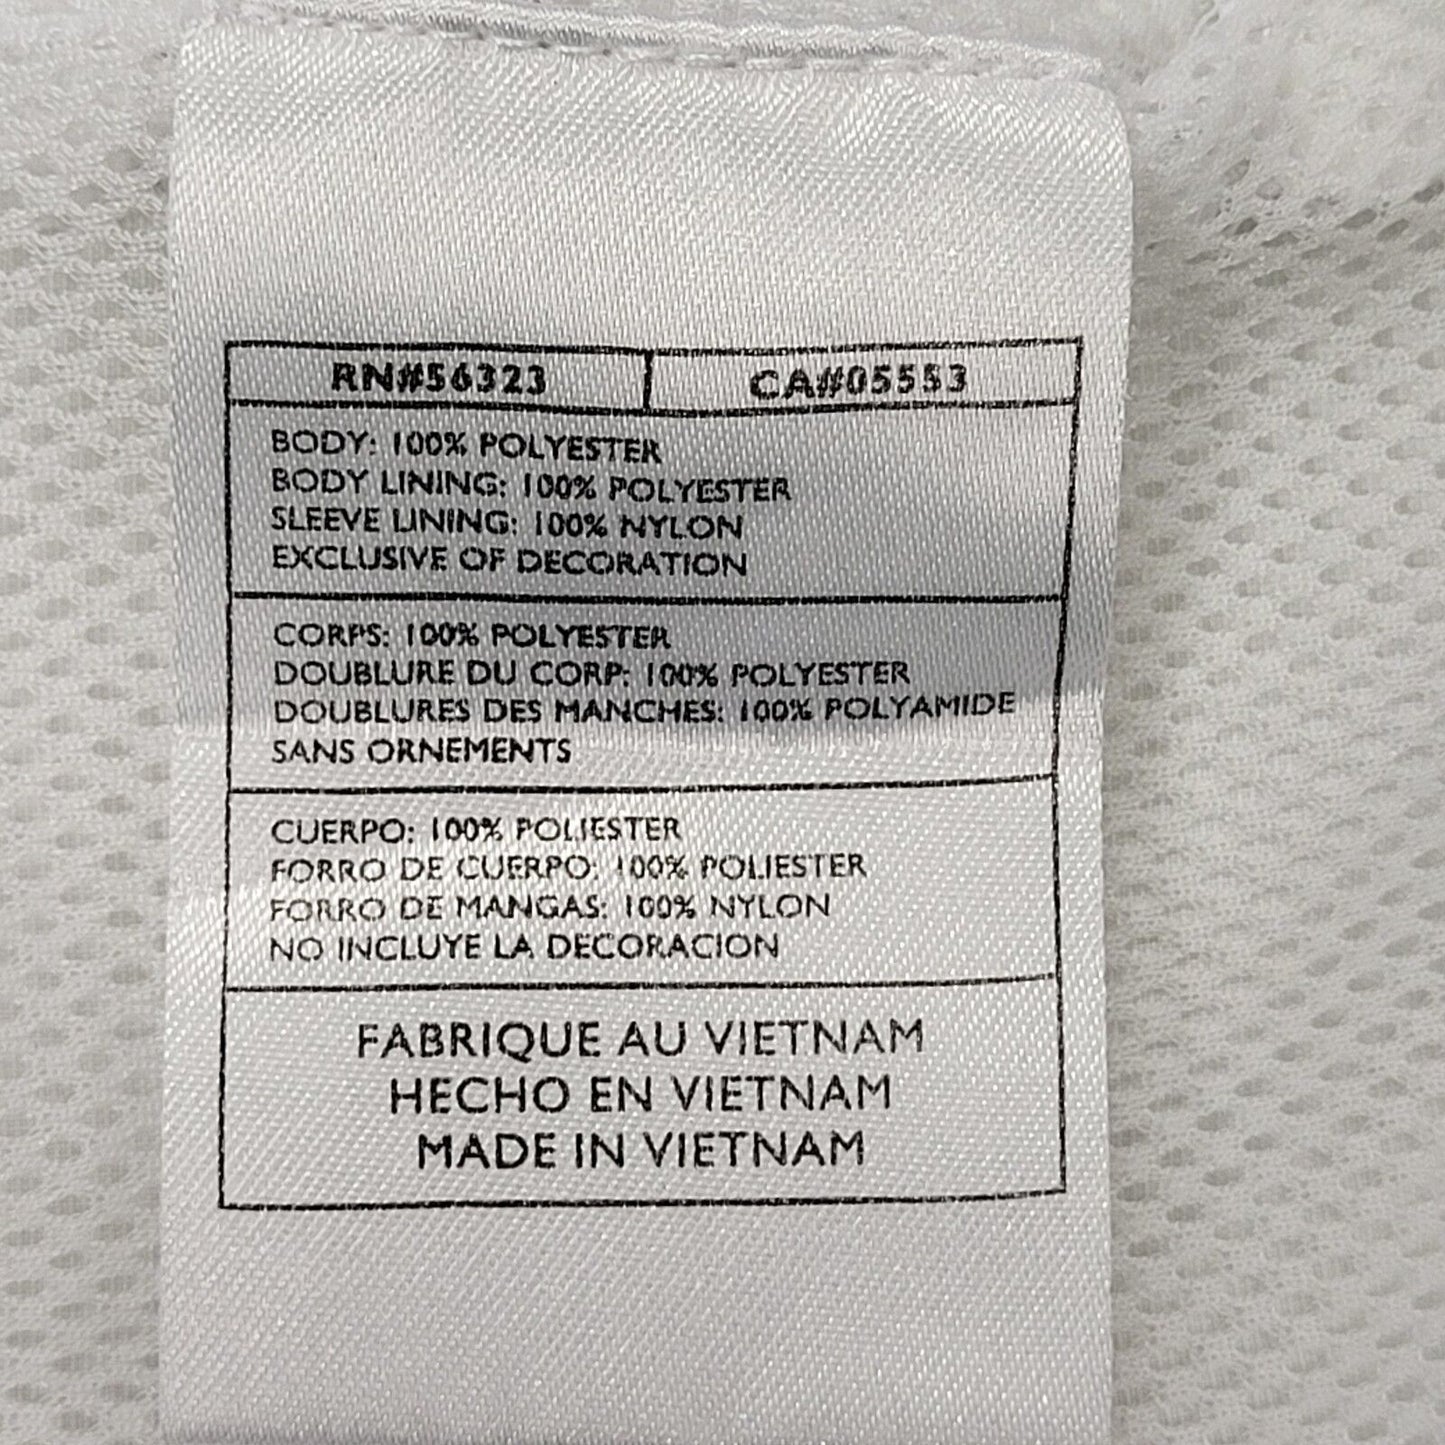 RN#56323 CA#05553
BODY: 100% POLYESTER
BODY LINING: 100% POLYESTER
SLEEVE LINING: 100% NYLON
EXCLUSIVE OF DECORATION
CORPS: 100% POLYESTER
DOUBLURE DU CORP: 100% POLYESTER
DOUBLURES DES MANCHES: 100% POLYAMIDE
SANS ORNEMENTS
CUERPO: 100% POLIESTER
FORRO DE CUERPO: 100% POLIESTER
FORRO DE MANGAS: 100% NYLON
NO INCLUYE LA DECORACION
FABRIQUE AU VIETNAM
HECHO EN VIETNAM
MADE IN VIETNAM